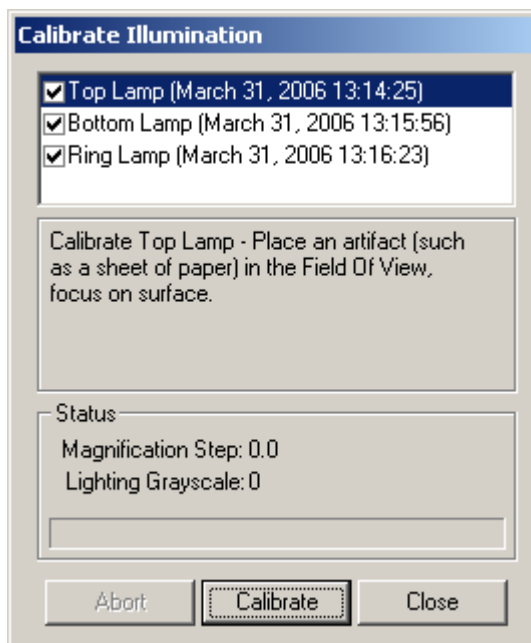 Calibrate Illumination
Top Lamp (March 31, 2006 13:14:25)
Bottom Lamp (March 31, 2006 13:15:56)
Ring Lamp (March 31, 2006 13:16:23)
Calibrate Top Lamp - Place an artifact (such
as a sheet of paper) in the Field Of View,
focus on surface.
Status
Magnification Step: 0.0
Lighting Grayscale: 0
Abort Calibrate Close